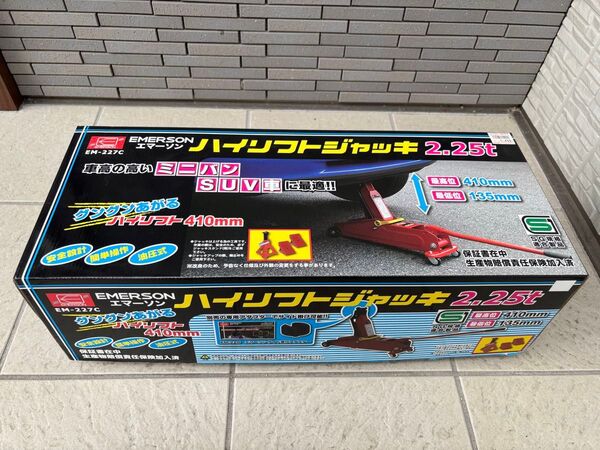 EMERSON
エマーソン
EM-227C
ハイリフトジャッキ 2.25t
車高の高い ミニバン
SUV車に最適!!
グングンあがる
ハイリフト410mm
最高位 410mm
最低位 135mm
安全設計 簡単操作 油圧式
S
SG規格
適合製品
保証書在中
生産物賠償責任保険加入済
EMERSON
エマーソン
EM-227C
ハイリフトジャッキ 2.25t
グングンあがる
ハイリフト
410mm
最高位 410mm
最低位 135mm
安全設計 簡単操作 油圧式
保証書在中
生産物賠償責任保険加入済